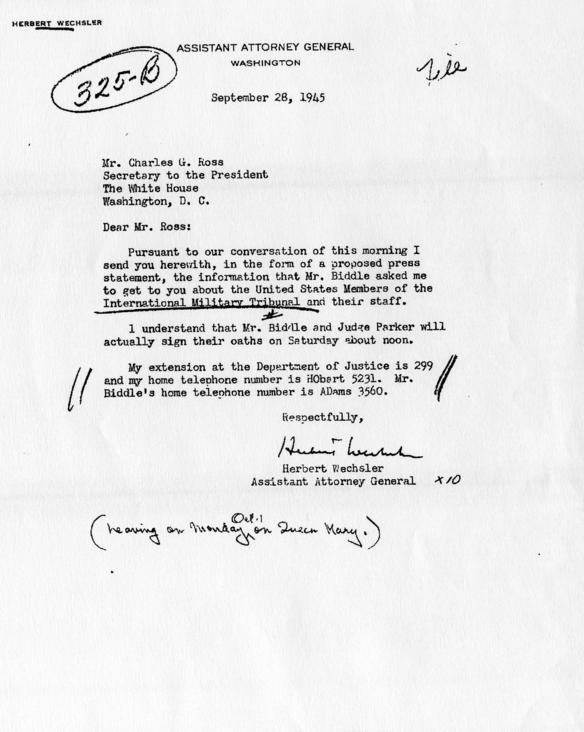 HERBERT WECHSLER
ASSISTANT ATTORNEY GENERAL
WASHINGTON
325-B
file
September 28, 1945
Mr. Charles G. Ross
Secretary to the President
The White House
Washington, D. C.
Dear Mr. Ross:
Pursuant to our conversation of this morning I
send you herewith, in the form of a proposed press
statement, the information that Mr. Biddle asked me
to get to you about the United States Members of the
International Military Tribunal and their staff.
I understand that Mr. Biddle and Judge Parker will
actually sign their oaths on Saturday about noon.
My extension at the Department of Justice is 299
and my home telephone number is HObart 5231. Mr.
Biddle's home telephone number is ADams 3560.
Respectfully,
Herbert Wechsler
Herbert Wechsler
Assistant Attorney General X10
(Leaving on Monday, Oct. 1 on Queen Mary.)